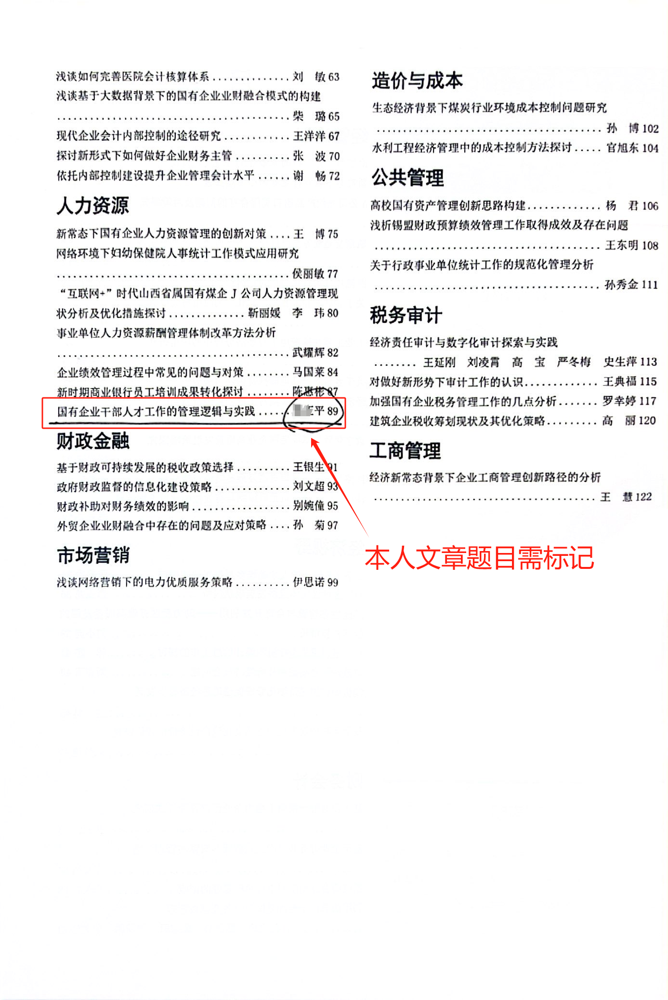 浅谈如何完善医院会计核算体系..............刘　敏 63
浅谈基于大数据背景下的国有企业业财融合模式的构建
..........................................柴　璐 65
现代企业会计内部控制的途径研究............王洋洋 67
探讨新形式下如何做好企业财务主管..........张　波 70
依托内部控制建设提升企业管理会计水平......谢　畅 72
人力资源
新常态下国有企业人力资源管理的创新对策....王　博 75
网络环境下妇幼保健院人事统计工作模式应用研究
..........................................侯丽敏 77
“互联网+”时代山西省属国有煤企 J 公司人力资源管理现
状分析及优化措施探讨..............靳丽媛　李　玮 80
事业单位人力资源薪酬管理体制改革方法分析
..........................................武耀辉 82
企业绩效管理过程中常见的问题与对策........马国莱 84
新时期商业银行员工培训成果转化探讨........陈惠彬 87
国有企业干部人才工作的管理逻辑与实践......平 89
财政金融
基于财政可持续发展的税收政策选择..........王银生 91
政府财政监督的信息化建设策略..............刘文超 93
财政补助对财务绩效的影响..................别婉僮 95
外贸企业业财融合中存在的问题及应对策略....孙　菊 97
市场营销
浅谈网络营销下的电力优质服务策略..........伊思诺 99
造价与成本
生态经济背景下煤炭行业环境成本控制问题研究
.........................................孙　博 102
水利工程经济管理中的成本控制方法探讨.....官旭东 104
公共管理
高校国有资产管理创新思路构建..............杨　君 106
浅析锡盟财政预算绩效管理工作取得成效及存在问题
.........................................王东明 108
关于行政事业单位统计工作的规范化管理分析
.........................................孙秀金 111
税务审计
经济责任审计与数字化审计探索与实践
........王延刚　刘凌霄　高　宝　严冬梅　史生萍 113
对做好新形势下审计工作的认识..............王典福 115
加强国有企业税务管理工作的几点分析........罗幸婷 117
建筑企业税收筹划现状及其优化策略..........高　丽 120
工商管理
经济新常态背景下企业工商管理创新路径的分析
........................................王　慧 122
本人文章题目需标记